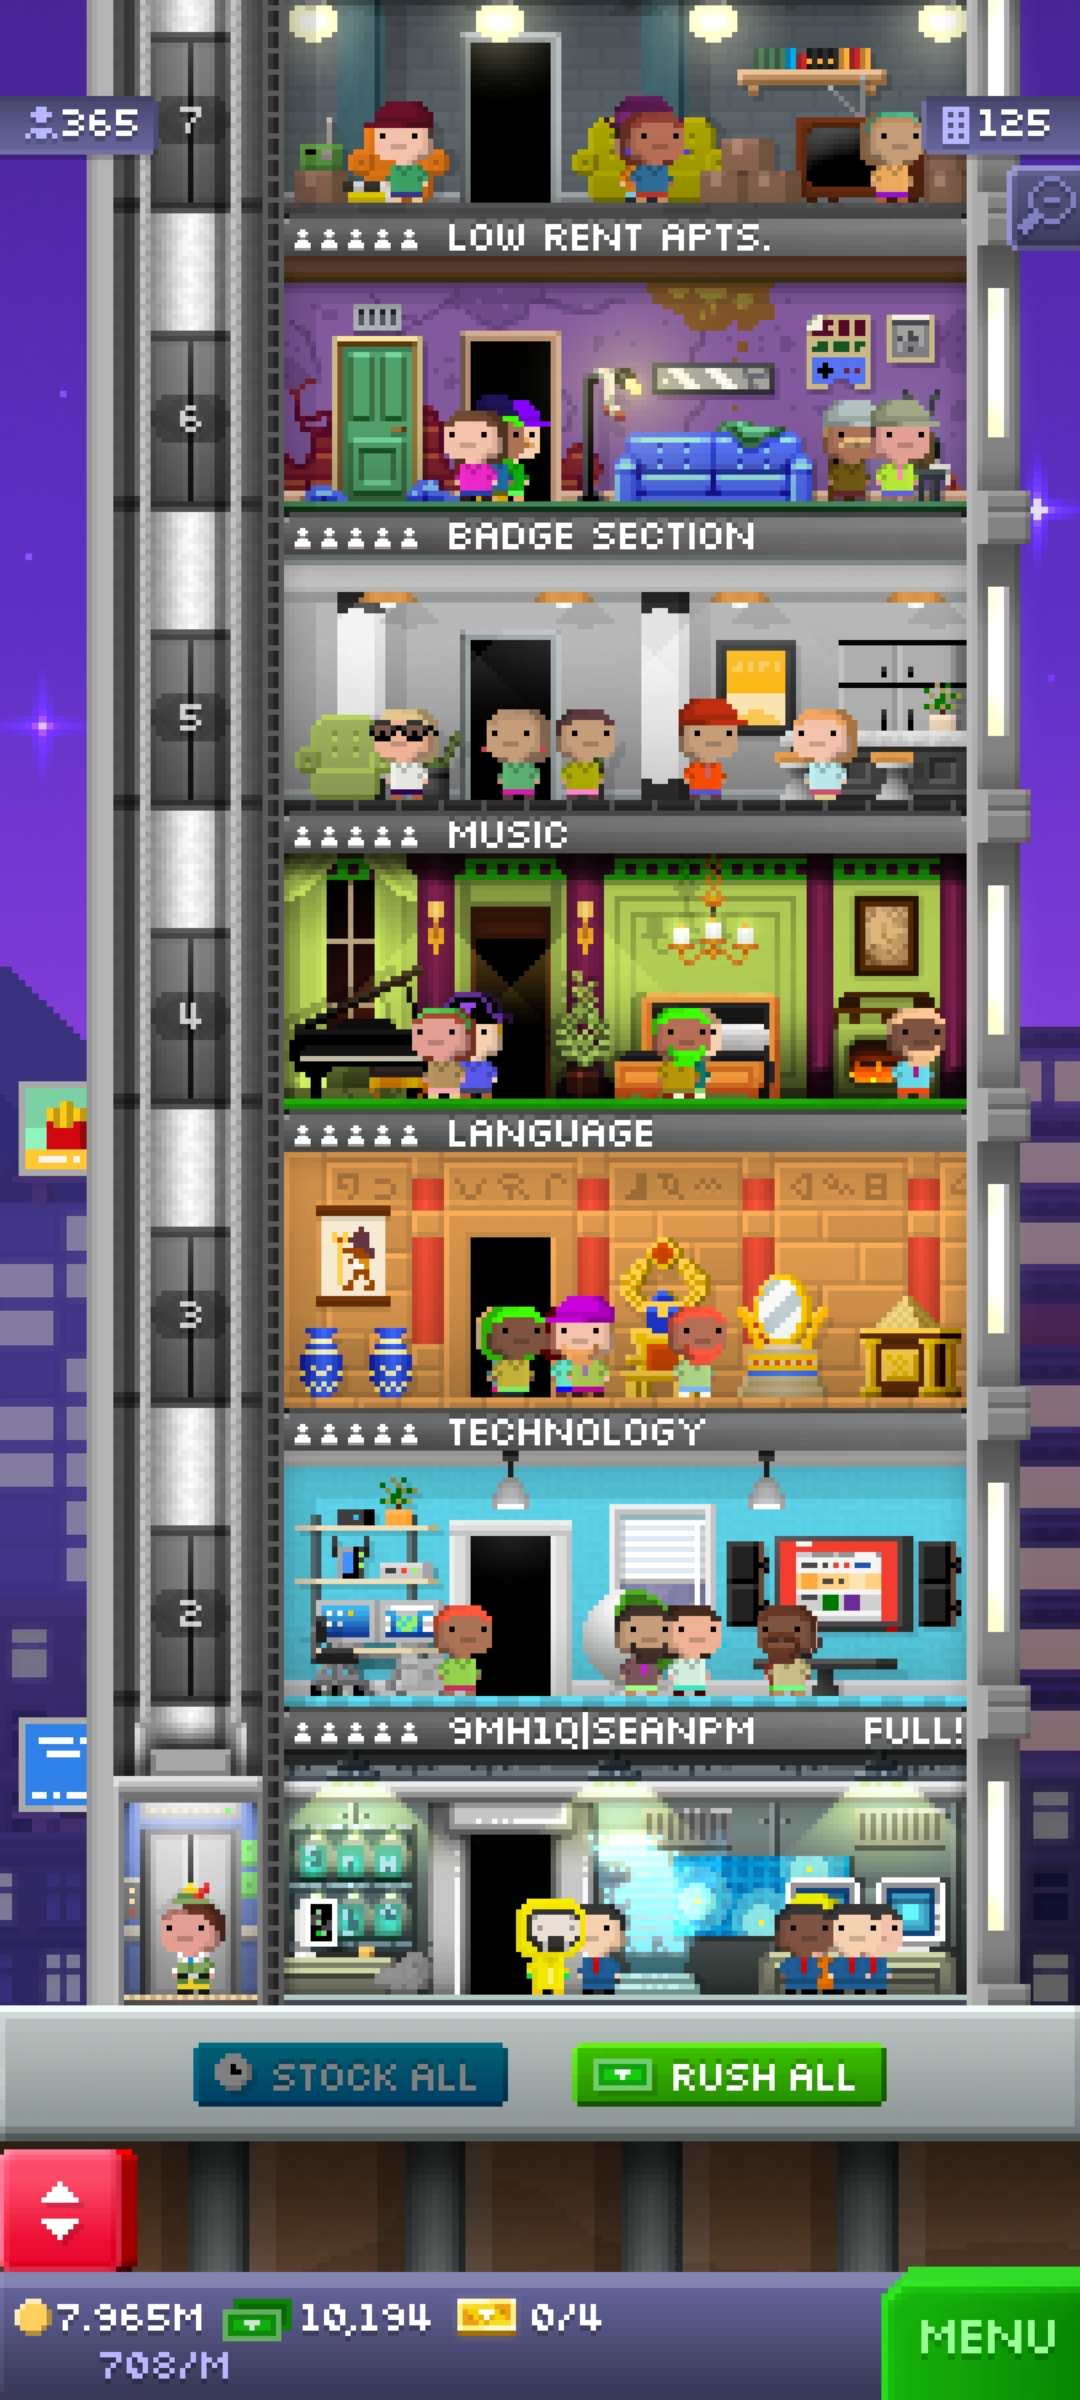 365
7
125
LOW RENT APTS.
6
BADGE SECTION
5
MUSIC
4
LANGUAGE
3
TECHNOLOGY
2
9MH1Q|SEANPM FULL!
STOCK ALL
RUSH ALL
7.965M 10,194 0/4
708/M
MENU